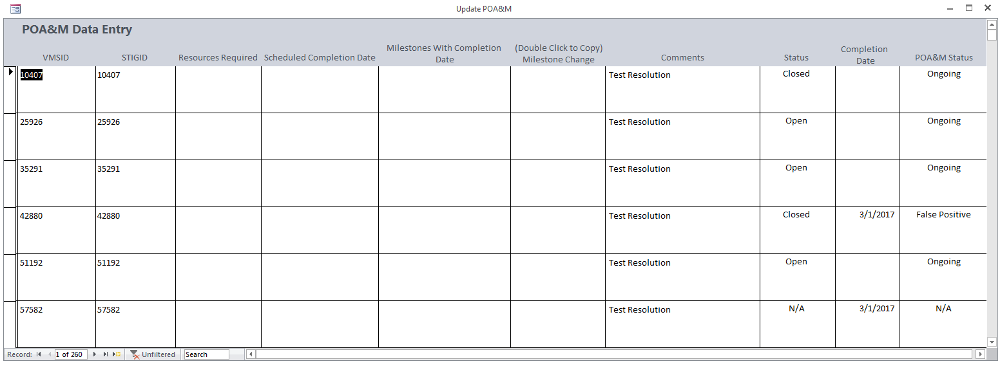 Update POA&M
POA&M Data Entry
VMSID STIGID Resources Required Scheduled Completion Date Milestones With Completion Date (Double Click to Copy) Milestone Change Comments Status Completion Date POA&M Status
10407 10407 Test Resolution Closed Ongoing
25926 25926 Test Resolution Open Ongoing
35291 35291 Test Resolution Open Ongoing
42880 42880 Test Resolution Closed 3/1/2017 False Positive
51192 51192 Test Resolution Open Ongoing
57582 57582 Test Resolution N/A 3/1/2017 N/A
Record: 1 of 260 Unfiltered Search